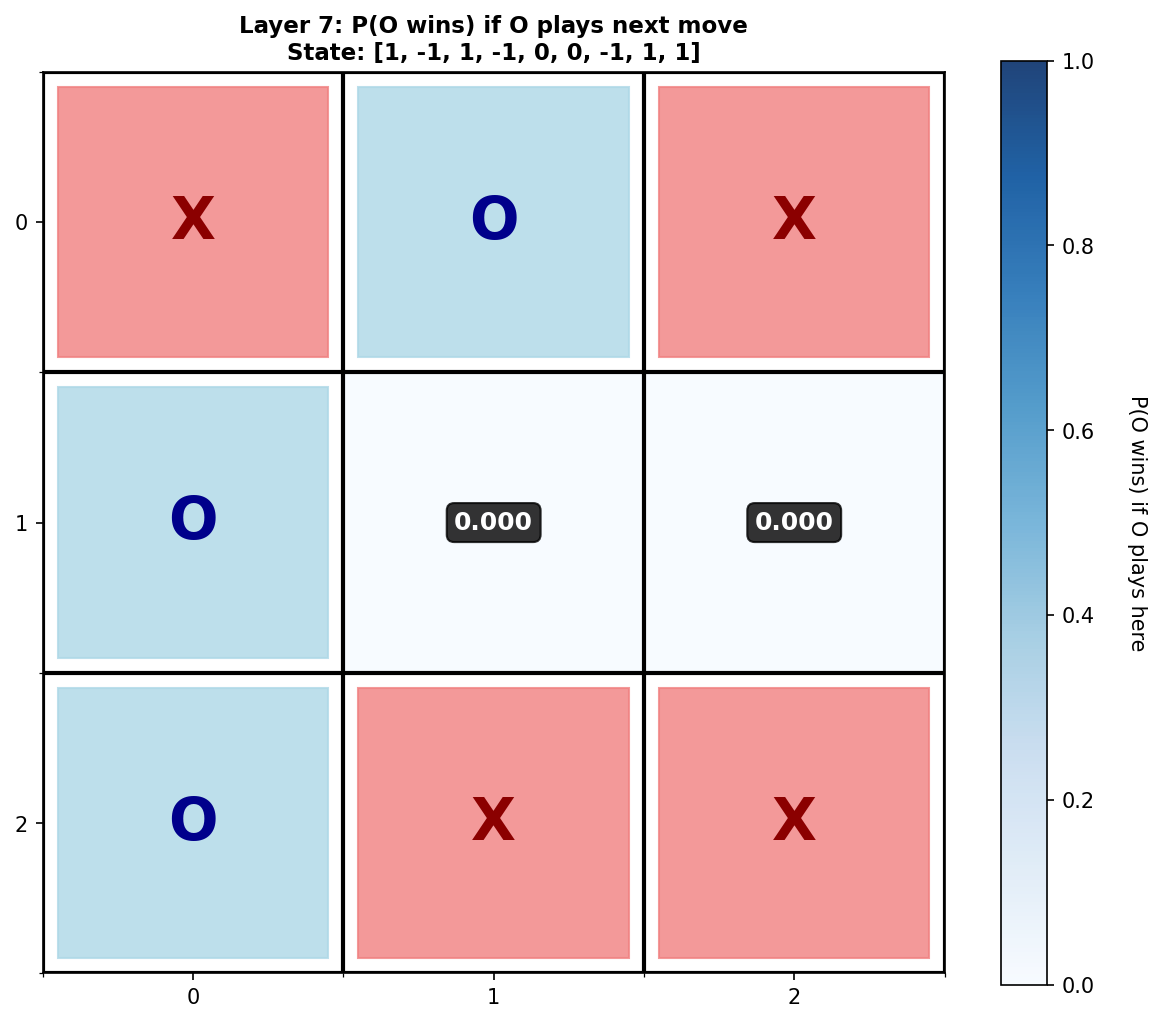 Layer 7: P(O wins) if O plays next move
State: [1, -1, 1, -1, 0, 0, -1, 1, 1]
X O X
0
O 0.000 0.000
1
O X X
2
0 1 2
1.0
0.8
0.6
0.4
0.2
0.0
P(O wins) if O plays here